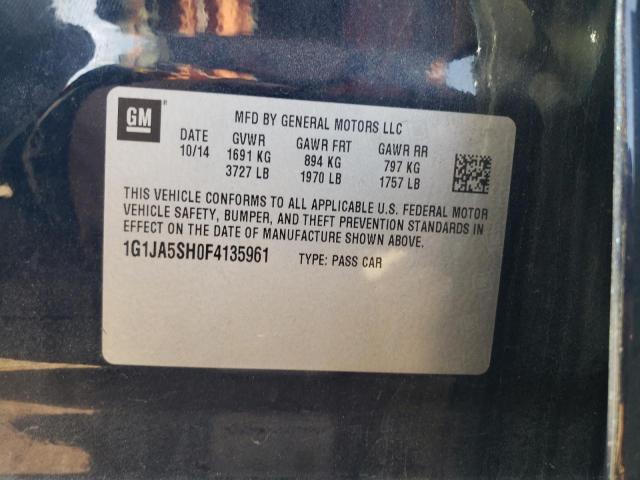 GM ® MFD BY GENERAL MOTORS LLC
DATE GVWR GAWR FRT GAWR RR
10/14 1691 KG 894 KG 797 KG
3727 LB 1970 LB 1757 LB
THIS VEHICLE CONFORMS TO ALL APPLICABLE U.S. FEDERAL MOTOR
VEHICLE SAFETY, BUMPER, AND THEFT PREVENTION STANDARDS IN
EFFECT ON THE DATE OF MANUFACTURE SHOWN ABOVE.
1G1JA5SH0F4135961 TYPE: PASS CAR